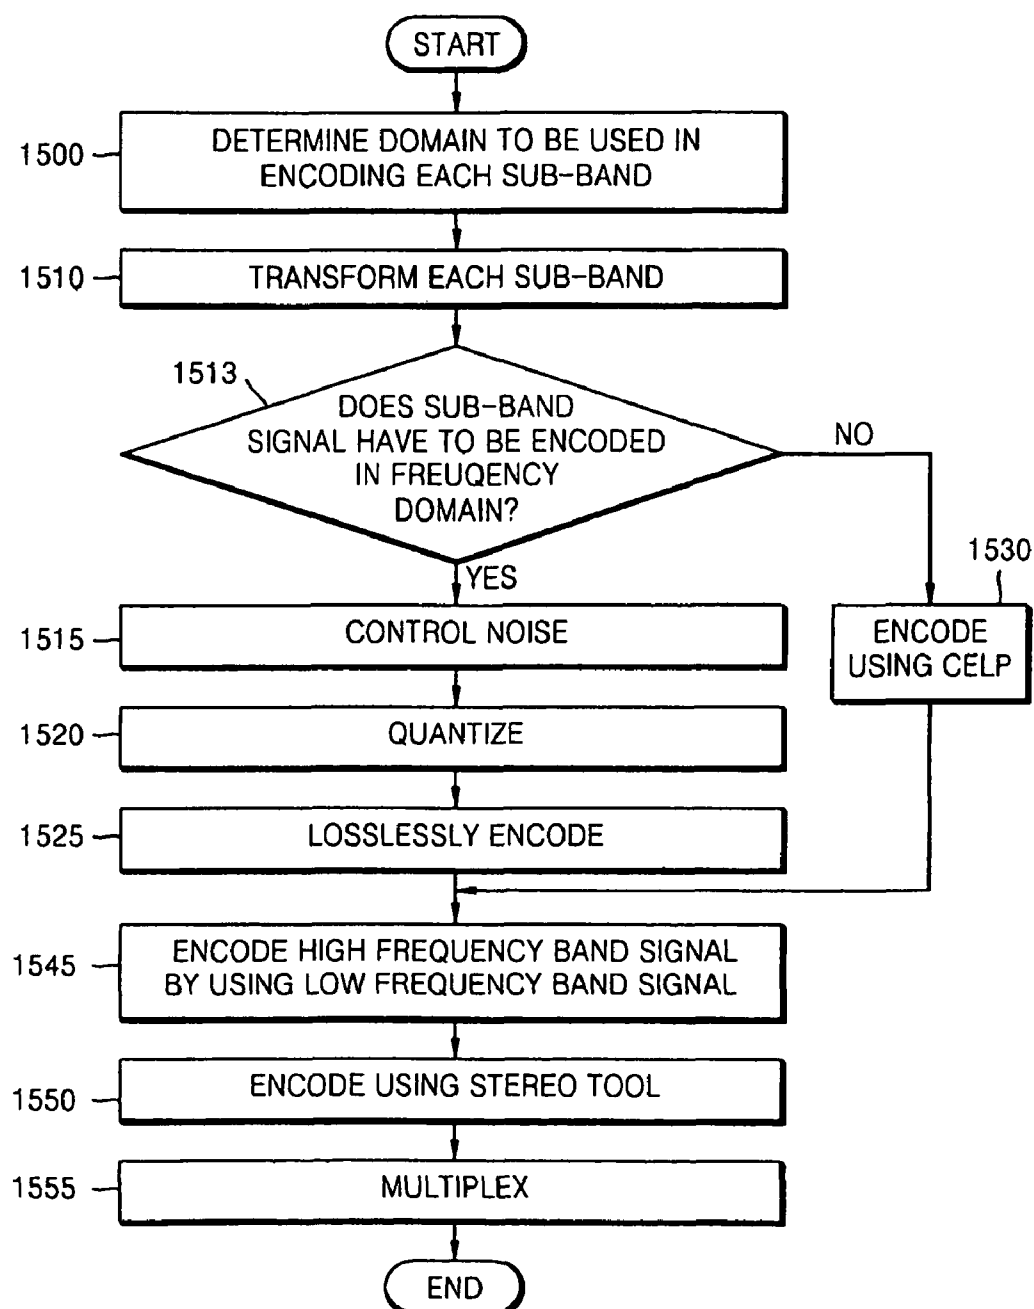 START
1500
DETERMINE DOMAIN TO BE USED IN
ENCODING EACH SUB-BAND
1510
TRANSFORM EACH SUB-BAND
1513
DOES SUB-BAND
SIGNAL HAVE TO BE ENCODED
IN FREUQENCY
DOMAIN?
NO
YES
1530
ENCODE
USING CELP
1515
CONTROL NOISE
1520
QUANTIZE
1525
LOSSLESSLY ENCODE
1545
ENCODE HIGH FREQUENCY BAND SIGNAL
BY USING LOW FREQUENCY BAND SIGNAL
1550
ENCODE USING STEREO TOOL
1555
MULTIPLEX
END